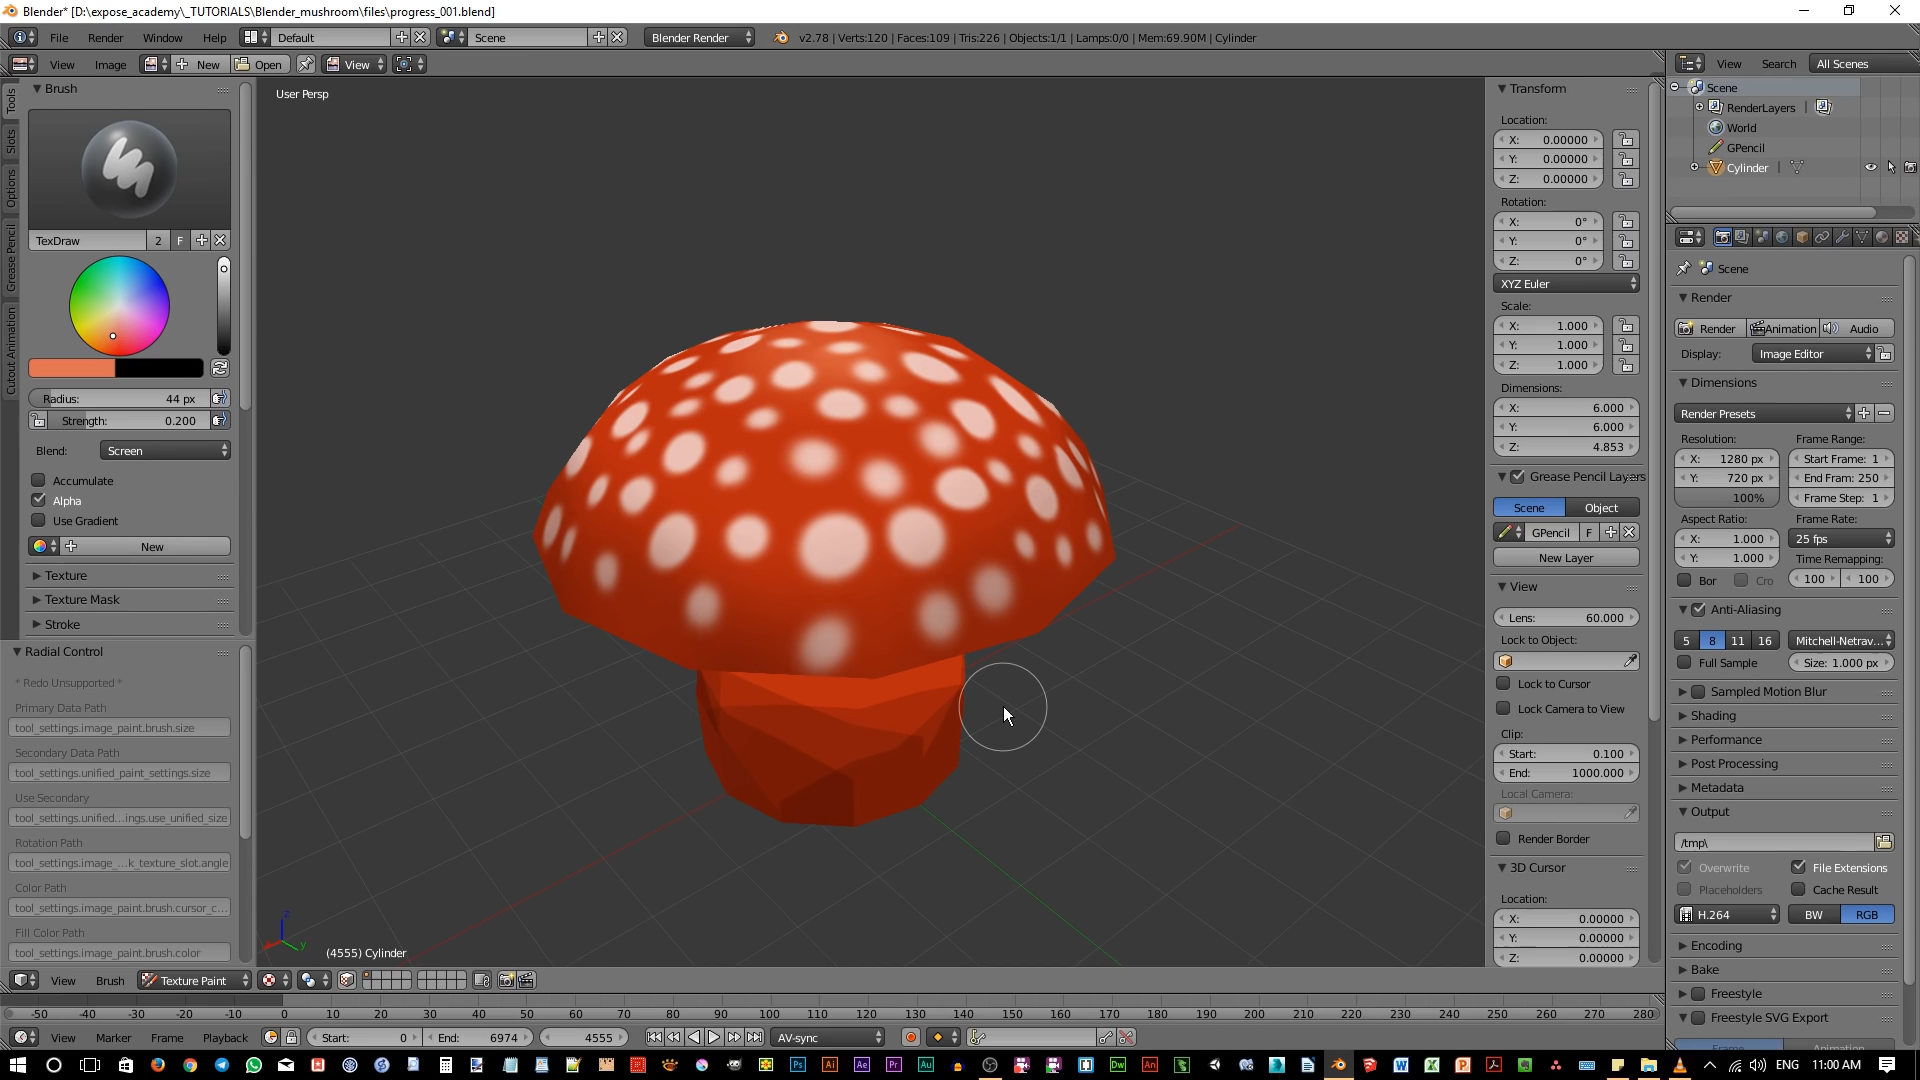 Blender* [D:\expose_academy\_TUTORIALS\Blender_mushroom\files\progress_001.blend]
File Render Window Help Default Scene Blender Render v2.78 | Verts:120 | Faces:109 | Tris:226 | Objects:1/1 | Lamps:0/0 | Mem:69.90M | Cylinder
View Image New Open View
View Search All Scenes
Tools
Slots
Options
Grease Pencil
Cutout Animation
Brush
TexDraw 2 F
Radius: 44 px
Strength: 0.200
Blend: Screen
Accumulate
Alpha
Use Gradient
New
Texture
Texture Mask
Stroke
Radial Control
* Redo Unsupported *
Primary Data Path
tool_settings.image_paint.brush.size
Secondary Data Path
tool_settings.unified_paint_settings.size
Use Secondary
tool_settings.unified...ings.use_unified_size
Rotation Path
tool_settings.image_...k_texture_slot.angle
Color Path
tool_settings.image_paint.brush.cursor_c...
Fill Color Path
tool_settings.image_paint.brush.color
User Persp
z
y
(4555) Cylinder
Transform
Location:
X: 0.00000
Y: 0.00000
Z: 0.00000
Rotation:
X: 0°
Y: 0°
Z: 0°
XYZ Euler
Scale:
X: 1.000
Y: 1.000
Z: 1.000
Dimensions:
X: 6.000
Y: 6.000
Z: 4.853
Grease Pencil Layers
Scene Object
GPencil F
New Layer
View
Lens: 60.000
Lock to Object:
Lock to Cursor
Lock Camera to View
Clip:
Start: 0.100
End: 1000.000
Local Camera:
Render Border
3D Cursor
Location:
X: 0.00000
Y: 0.00000
Z: 0.00000
Scene
RenderLayers |
World
GPencil
Cylinder |
Scene
Render
Render Animation Audio
Display: Image Editor
Dimensions
Render Presets
Resolution: Frame Range:
X: 1280 px Start Frame: 1
Y: 720 px End Fram: 250
100% Frame Step: 1
Aspect Ratio: Frame Rate:
X: 1.000 25 fps
Y: 1.000 Time Remapping:
Bor Cro 100 100
Anti-Aliasing
5 8 11 16 Mitchell-Netrav...
Full Sample Size: 1.000 px
Sampled Motion Blur
Shading
Performance
Post Processing
Metadata
Output
/tmp\
Overwrite File Extensions
Placeholders Cache Result
H.264 BW RGB
Encoding
Bake
Freestyle
Freestyle SVG Export
Frame Animation
View Brush Texture Paint
-50 -40 -30 -20 -10 0 10 20 30 40 50 60 70 80 90 100 110 120 130 140 150 160 170 180 190 200 210 220 230 240 250 260 270 280
View Marker Frame Playback Start: 0 End: 6974 4555 AV-sync
Ps Ai Ae Pr Au Dw An ENG 11:00 AM